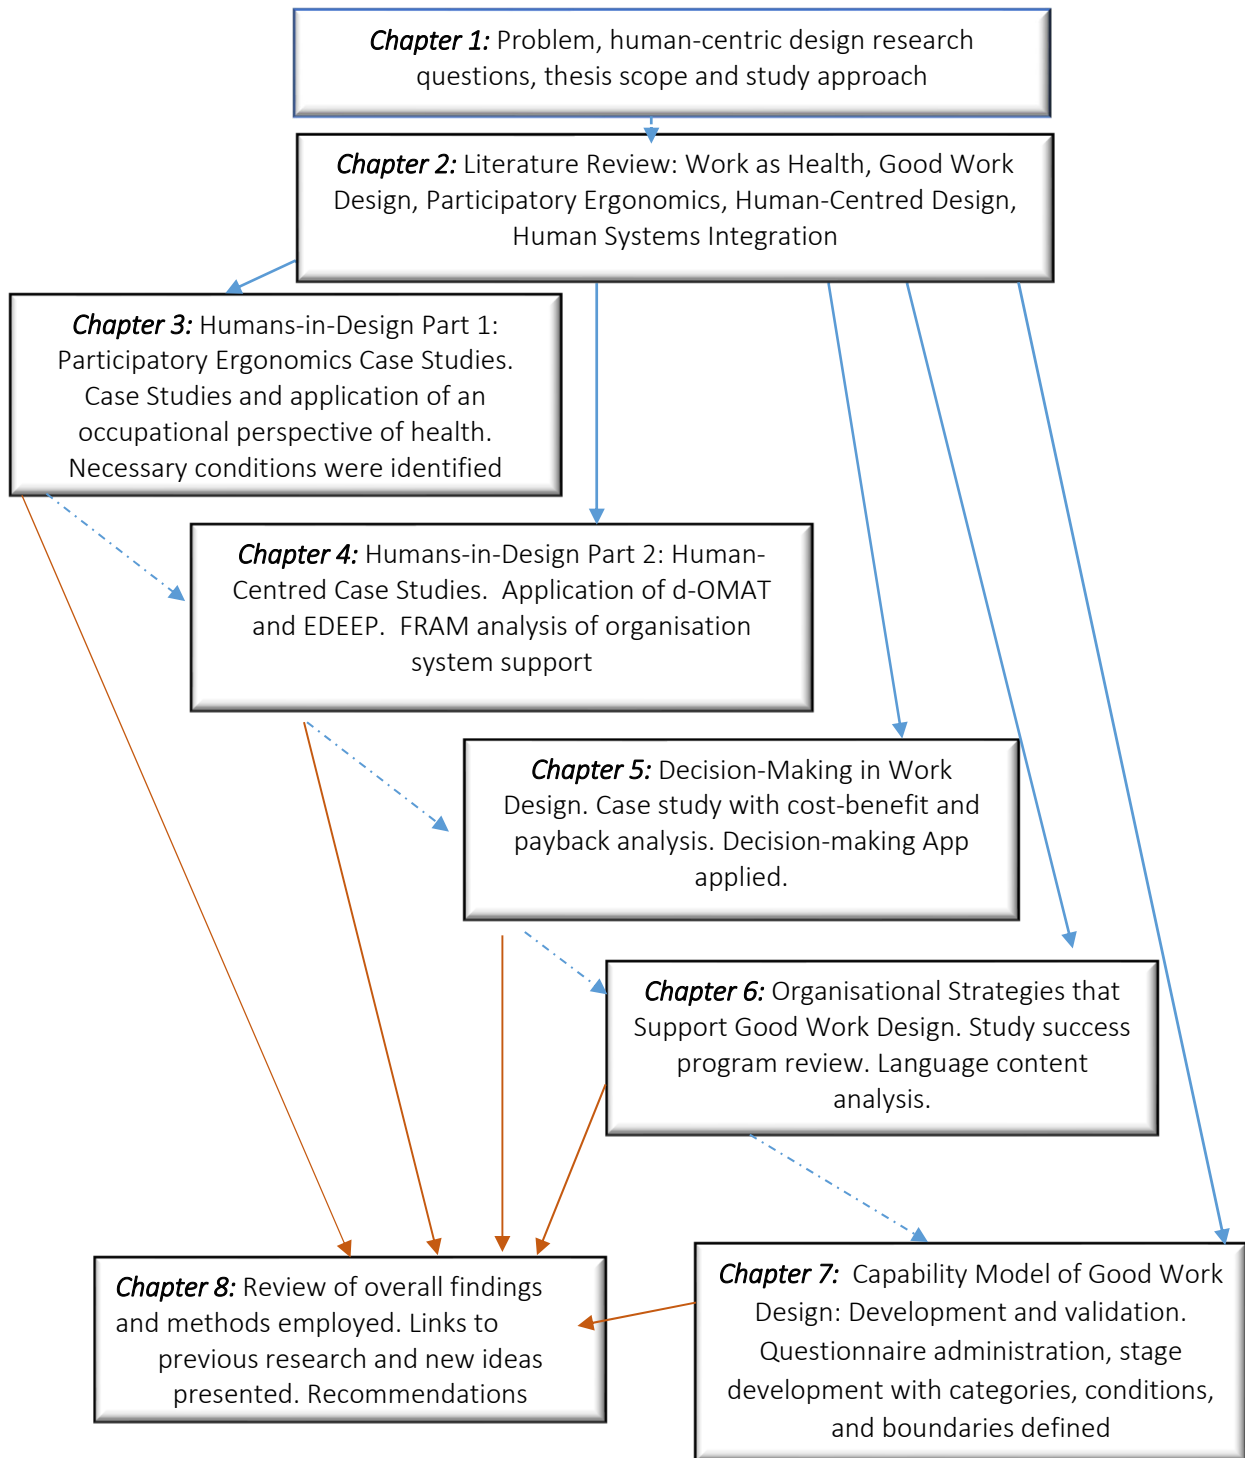 Chapter 1: Problem, human-centric design research
questions, thesis scope and study approach
Chapter 2: Literature Review: Work as Health, Good Work
Design, Participatory Ergonomics, Human-Centred Design,
Human Systems Integration
Chapter 3: Humans-in-Design Part 1:
Participatory Ergonomics Case Studies.
Case Studies and application of an
occupational perspective of health.
Necessary conditions were identified
Chapter 4: Humans-in-Design Part 2: Human-
Centred Case Studies. Application of d-OMAT
and EDEEP. FRAM analysis of organisation
system support
Chapter 5: Decision-Making in Work
Design. Case study with cost-benefit and
payback analysis. Decision-making App
applied.
Chapter 6: Organisational Strategies that
Support Good Work Design. Study success
program review. Language content
analysis.
Chapter 8: Review of overall findings
and methods employed. Links to
previous research and new ideas
presented. Recommendations
Chapter 7: Capability Model of Good Work
Design: Development and validation.
Questionnaire administration, stage
development with categories, conditions,
and boundaries defined